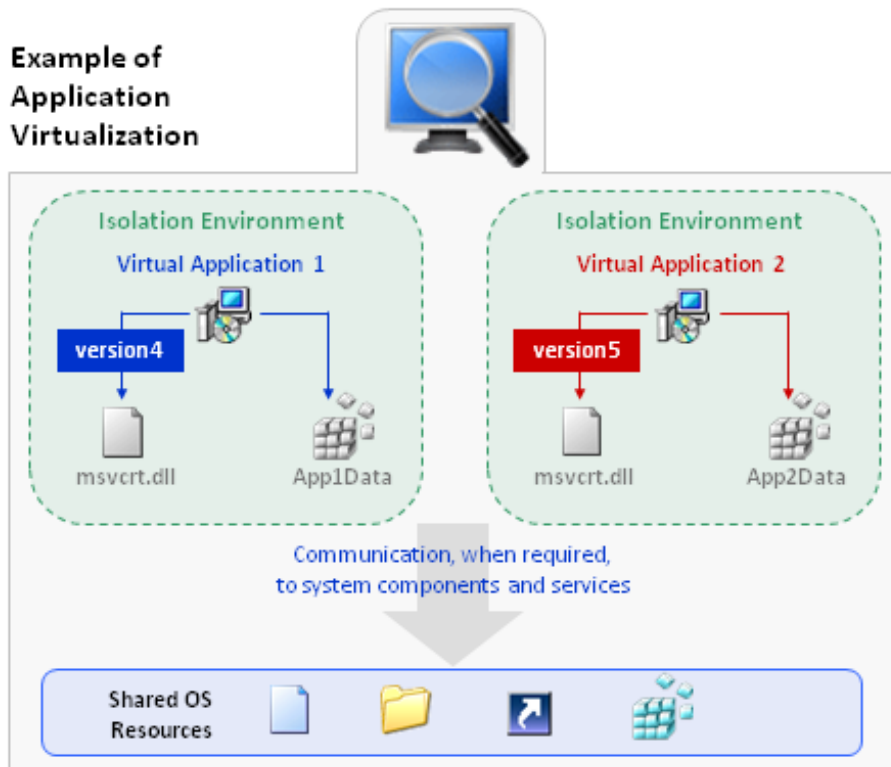 Example of
Application
Virtualization
Isolation Environment
Virtual Application 1
version4
msvcrt.dll
App1Data
Isolation Environment
Virtual Application 2
version5
msvcrt.dll
App2Data
Communication, when required,
to system components and services
Shared OS
Resources